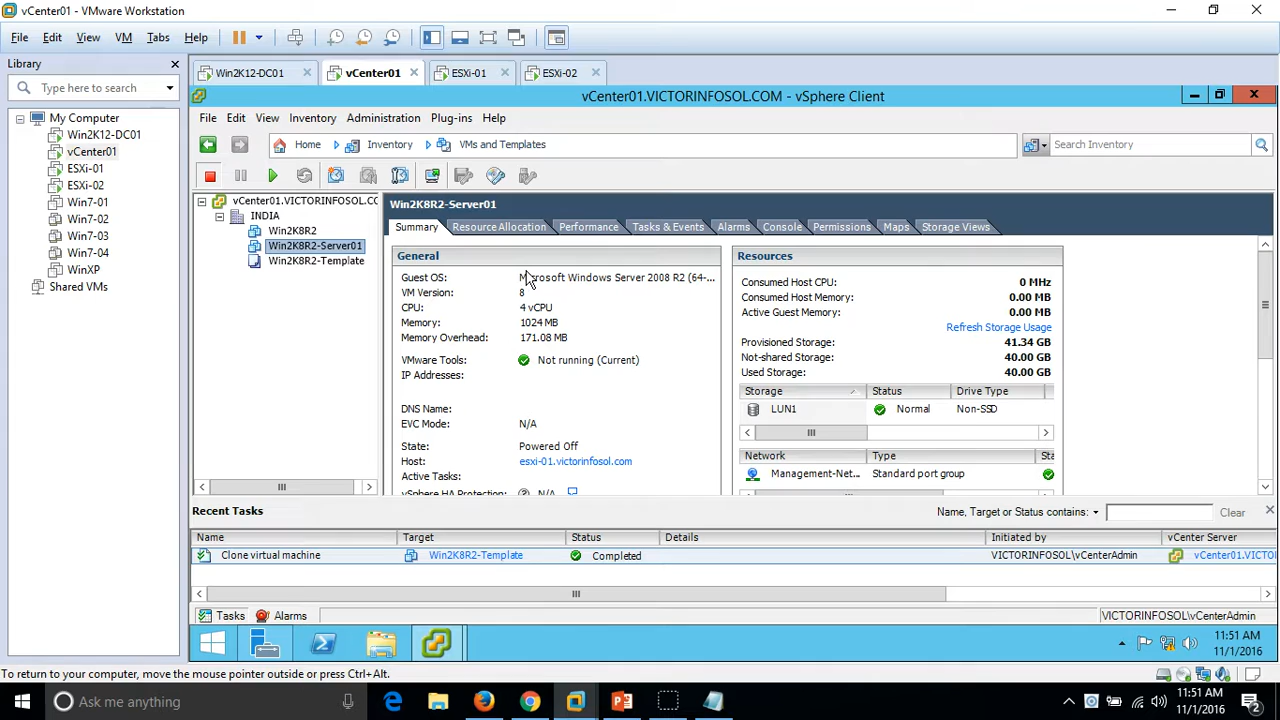 vCenter01 - VMware Workstation
File Edit View VM Tabs Help
Library
Type here to search
My Computer
Win2K12-DC01
vCenter01
ESXi-01
ESXi-02
Win7-01
Win7-02
Win7-03
Win7-04
WinXP
Shared VMs
Win2K12-DC01 vCenter01 ESXi-01 ESXi-02
vCenter01.VICTORINFOSOL.COM - vSphere Client
File Edit View Inventory Administration Plug-ins Help
Home Inventory VMs and Templates Search Inventory
vCenter01.VICTORINFOSOL.CO
INDIA
Win2K8R2
Win2K8R2-Server01
Win2K8R2-Template
Win2K8R2-Server01
Summary Resource Allocation Performance Tasks & Events Alarms Console Permissions Maps Storage Views
General
Guest OS: Microsoft Windows Server 2008 R2 (64-...
VM Version: 8
CPU: 4 vCPU
Memory: 1024 MB
Memory Overhead: 171.08 MB
VMware Tools: Not running (Current)
IP Addresses:
DNS Name:
EVC Mode: N/A
State: Powered Off
Host: esxi-01.victorinfosol.com
Active Tasks:
vSphere HA Protection: N/A
Resources
Consumed Host CPU: 0 MHz
Consumed Host Memory: 0.00 MB
Active Guest Memory: 0.00 MB
Refresh Storage Usage
Provisioned Storage: 41.34 GB
Not-shared Storage: 40.00 GB
Used Storage: 40.00 GB
Storage Status Drive Type
LUN1 Normal Non-SSD
Network Type Sta
Management-Net... Standard port group
Recent Tasks Name, Target or Status contains: Clear
Name Target Status Details Initiated by vCenter Server
Clone virtual machine Win2K8R2-Template Completed VICTORINFOSOL\vCenterAdmin vCenter01.VICTO
Tasks Alarms VICTORINFOSOL\vCenterAdmin
11:51 AM
11/1/2016
To return to your computer, move the mouse pointer outside or press Ctrl+Alt.
Ask me anything
11:51 AM
11/1/2016
2